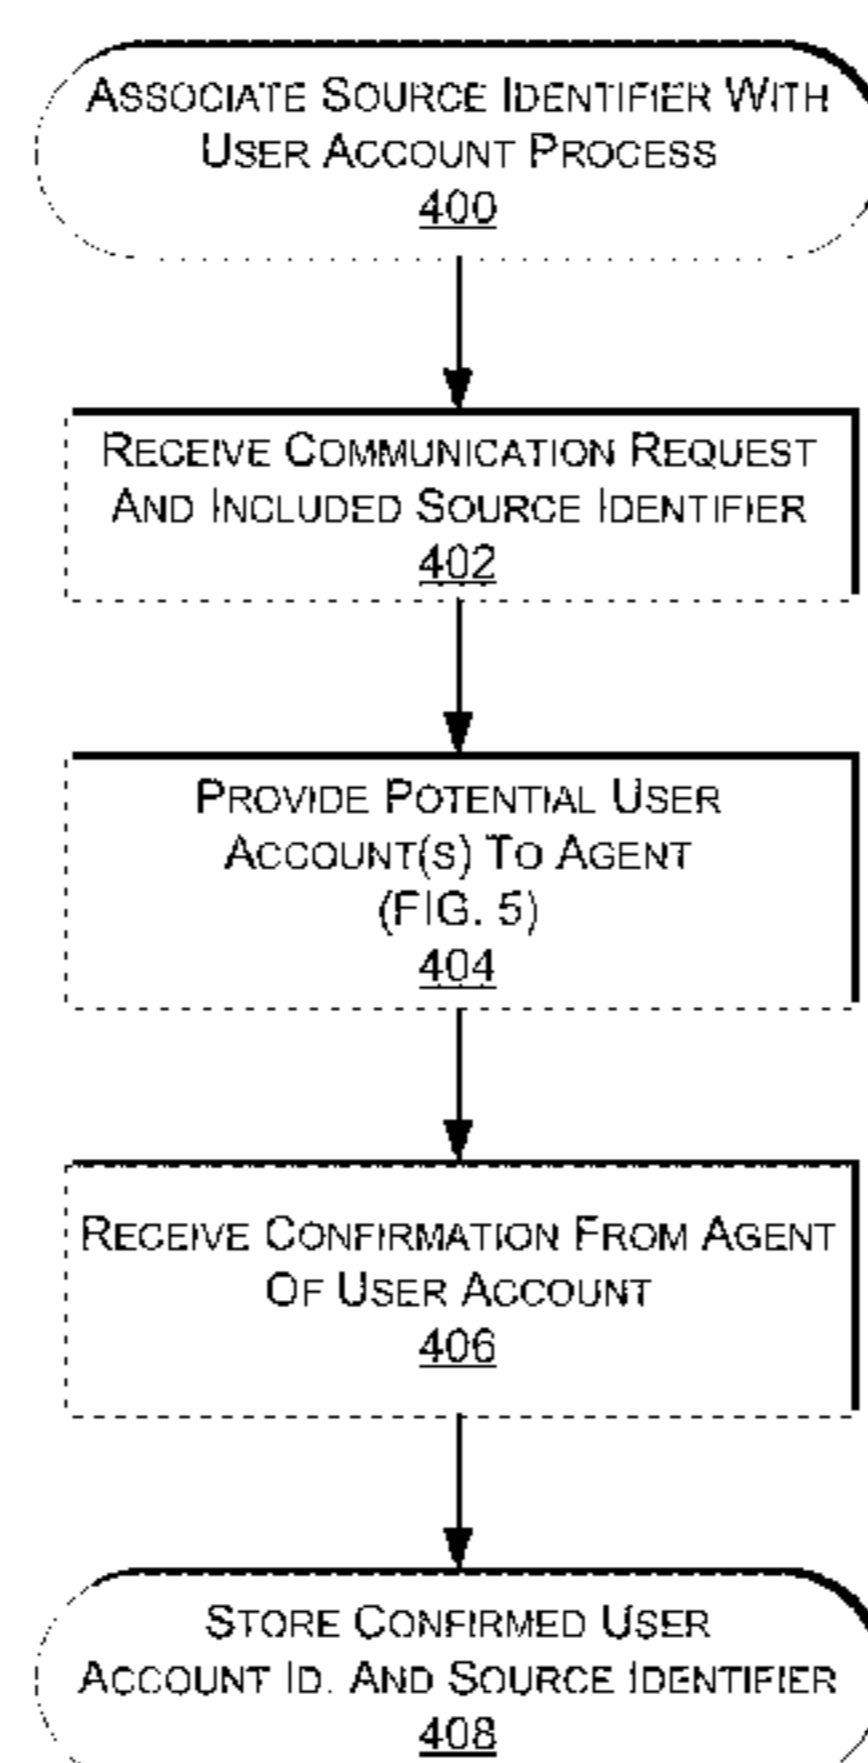 ASSOCIATE SOURCE IDENTIFIER WITH
USER ACCOUNT PROCESS
400
RECEIVE COMMUNICATION REQUEST
AND INCLUDED SOURCE IDENTIFIER
402
PROVIDE POTENTIAL USER
ACCOUNT(S) TO AGENT
(FIG. 5)
404
RECEIVE CONFIRMATION FROM AGENT
OF USER ACCOUNT
406
STORE CONFIRMED USER
ACCOUNT ID. AND SOURCE IDENTIFIER
408